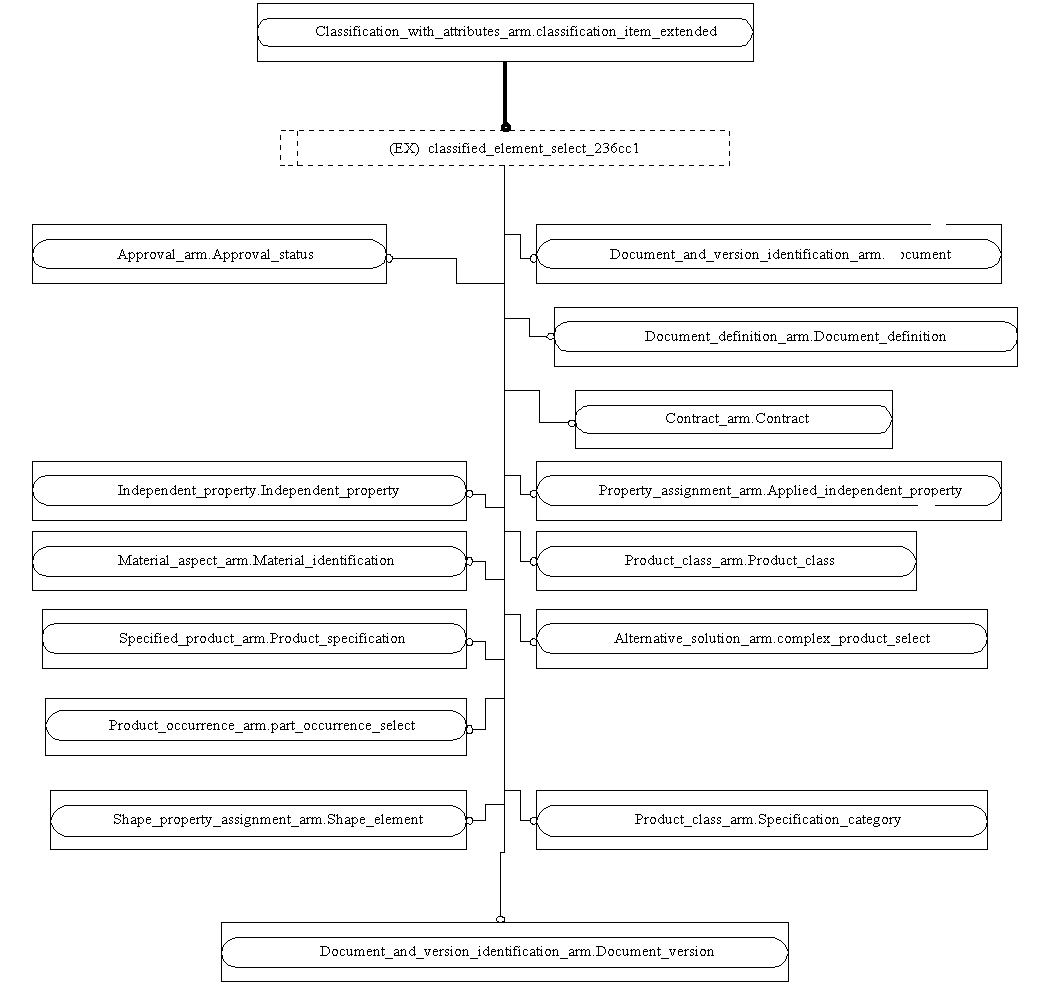 Classification_with_attributes_arm.classification_item_extended
(EX) classified_element_select_236cc1
Approval_arm.Approval_status
Document_and_version_identification_arm. ocument
Document_definition_arm.Document_definition
Contract_arm.Contract
Independent_property.Independent_property
Property_assignment_arm.Applied_independent_property
Material_aspect_arm.Material_identification
Product_class_arm.Product_class
Specified_product_arm.Product_specification
Alternative_solution_arm.complex_product_select
Product_occurrence_arm.part_occurrence_select
Shape_property_assignment_arm.Shape_element
Product_class_arm.Specification_category
Document_and_version_identification_arm.Document_version